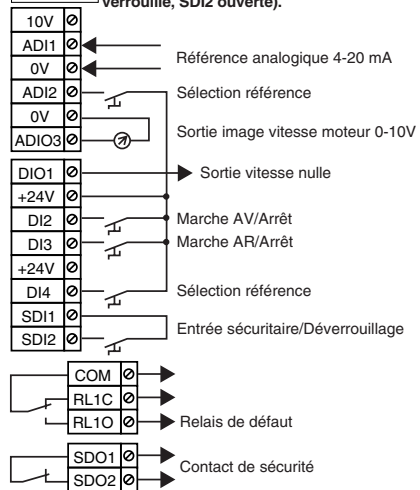 verrouillé, SDI2 ouverte).
10V
ADI1
Référence analogique 4-20 mA
0V
ADI2 Sélection référence
0V
Sortie image vitesse moteur 0-10V
ADIO3
DIO1 Sortie vitesse nulle
+24V
DI2 Marche AV/Arrêt
DI3 Marche AR/Arrêt
+24V
DI4 Sélection référence
SDI1
Entrée sécuritaire/Déverrouillage
SDI2
COM
RL1C
RL1O Relais de défaut
SDO1
Contact de sécurité
SDO2